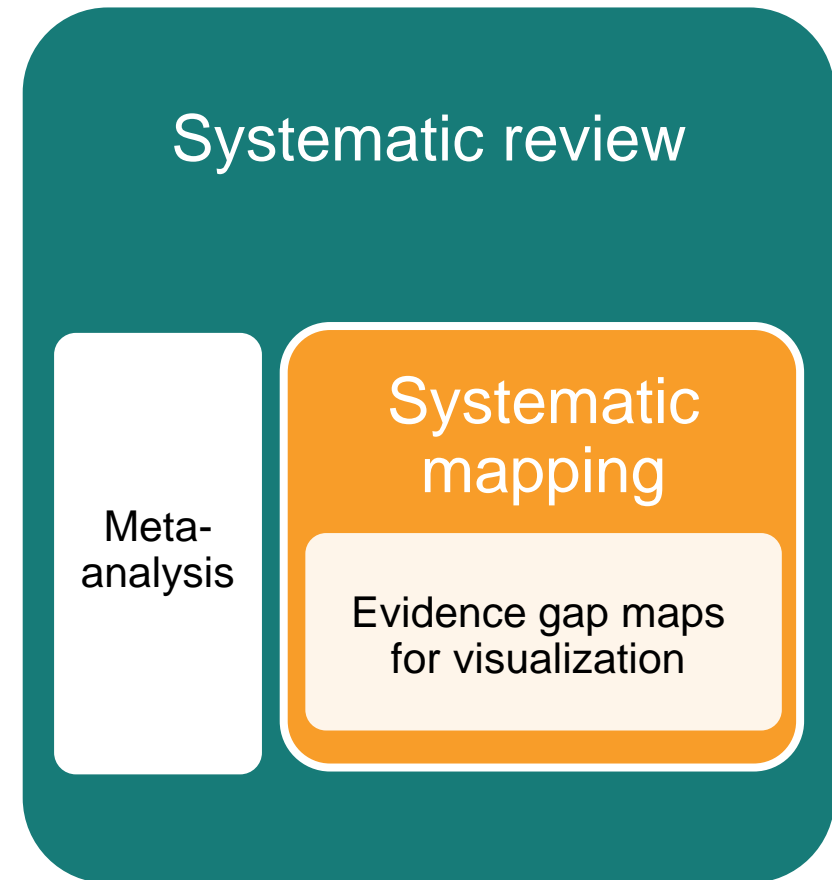 Systematic review
Meta-
analysis
Systematic
mapping
Evidence gap maps
for visualization